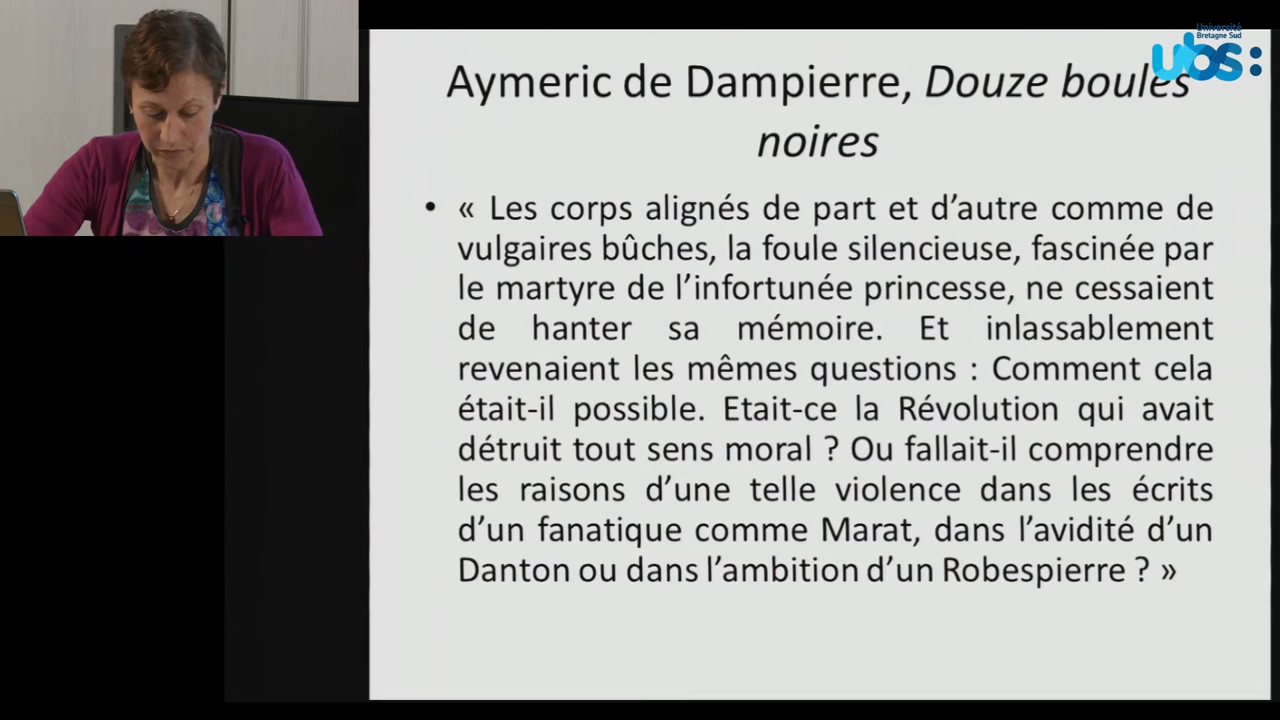 Université
Bretagne Sud
ubs:
Aymeric de Dampierre, Douze boules
noires
• « Les corps alignés de part et d’autre comme de
vulgaires bûches, la foule silencieuse, fascinée par
le martyre de l’infortunée princesse, ne cessaient
de hanter sa mémoire. Et inlassablement
revenaient les mêmes questions : Comment cela
était-il possible. Etait-ce la Révolution qui avait
détruit tout sens moral ? Ou fallait-il comprendre
les raisons d’une telle violence dans les écrits
d’un fanatique comme Marat, dans l’avidité d’un
Danton ou dans l’ambition d’un Robespierre ? »